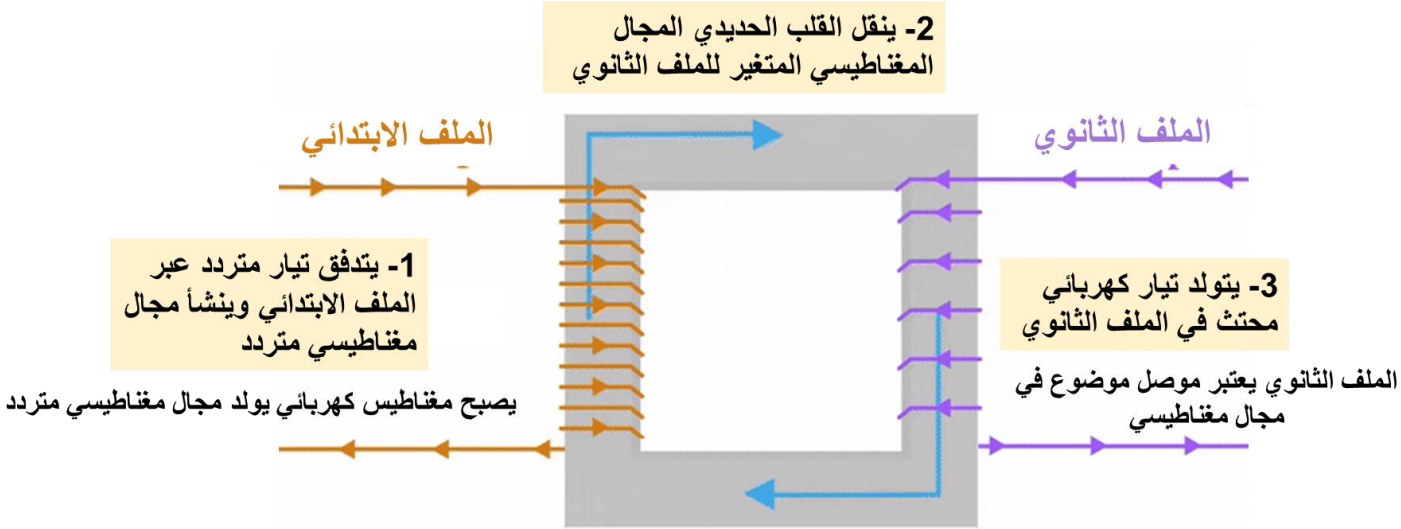 2- ينقل القلب الحديدي المجال
المغناطيسي المتغير للملف الثانوي
الملف الثانوي
الملف الابتدائي
1- يتدفق تيار متردد عبر
الملف الابتدائي وينشأ مجال
مغناطيسي متردد
يصبح مغناطيس كهربائي يولد مجال مغناطيسي متردد
3- يتولد تيار كهربائي
محتث في الملف الثانوي
الملف الثانوي يعتبر موصل موضوع في
مجال مغناطيسي